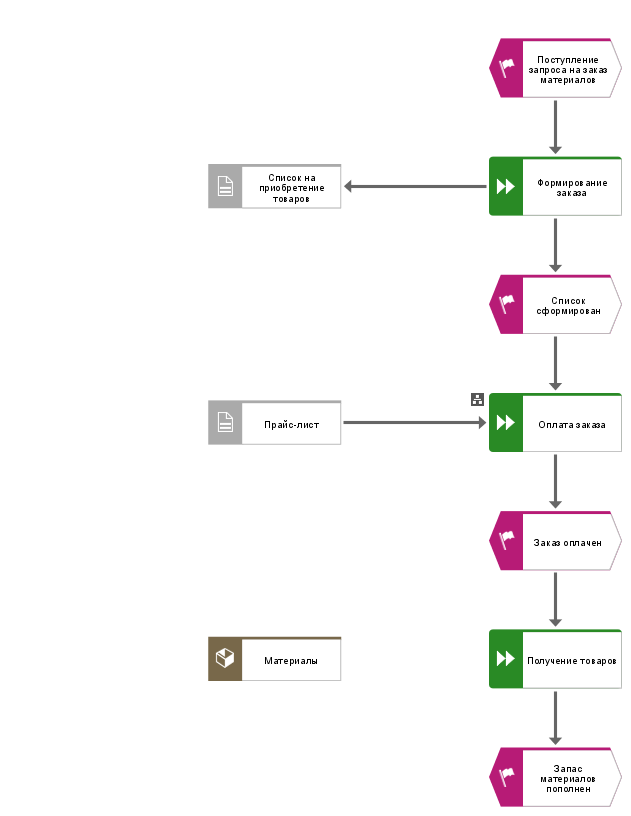 Поступление
запроса на заказ
материалов
Список на
приобретение
товаров
Формирование
заказа
Список
сформирован
Прайс-лист
Оплата заказа
Заказ оплачен
Материалы
Получение товаров
Запас
материалов
пополнен